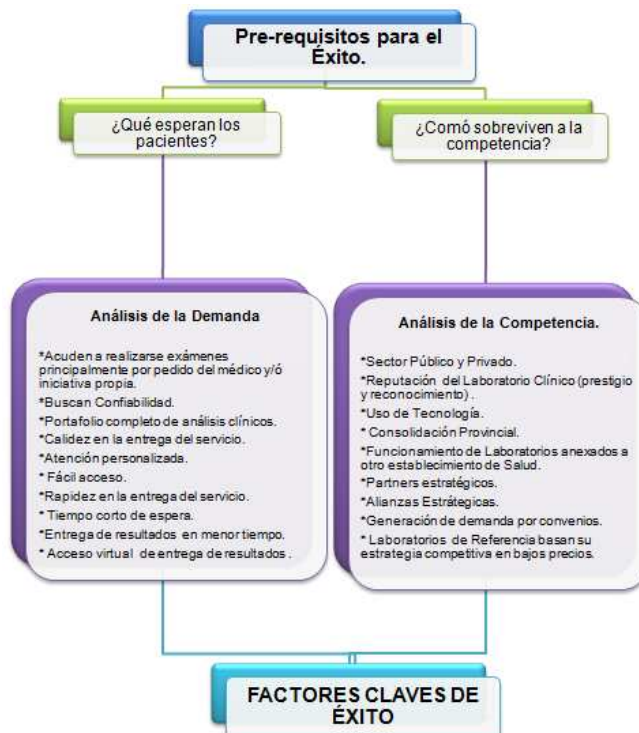 Pre-requisitos para el
Éxito.
¿Qué esperan los
pacientes?
¿Comó sobreviven a la
competencia?
Análisis de la Demanda
*Acuden a realizarse exámenes
principalmente por pedido del médico y/ó
iniciativa propia.
*Buscan Confiabilidad.
*Portafolio completo de análisis clínicos.
*Calidez en la entrega del servicio.
*Atención personalizada.
* Fácil acceso.
*Rapidez en la entrega del servicio.
* Tiempo corto de espera.
*Entrega de resultados en menor tiempo.
* Acceso virtual de entrega de resultados .
Análisis de la Competencia.
*Sector Público y Privado.
*Reputación del Laboratorio Clínico (prestigio
y reconocimiento) .
*Uso de Tecnología.
* Consolidación Provincial.
*Funcionamiento de Laboratorios anexados a
otro establecimiento de Salud.
*Partners estratégicos.
*Alianzas Estrátegicas.
*Generación de demanda por convenios.
* Laboratorios de Referencia basan su
estrategia competitiva en bajos precios.
FACTORES CLAVES DE
ÉXITO